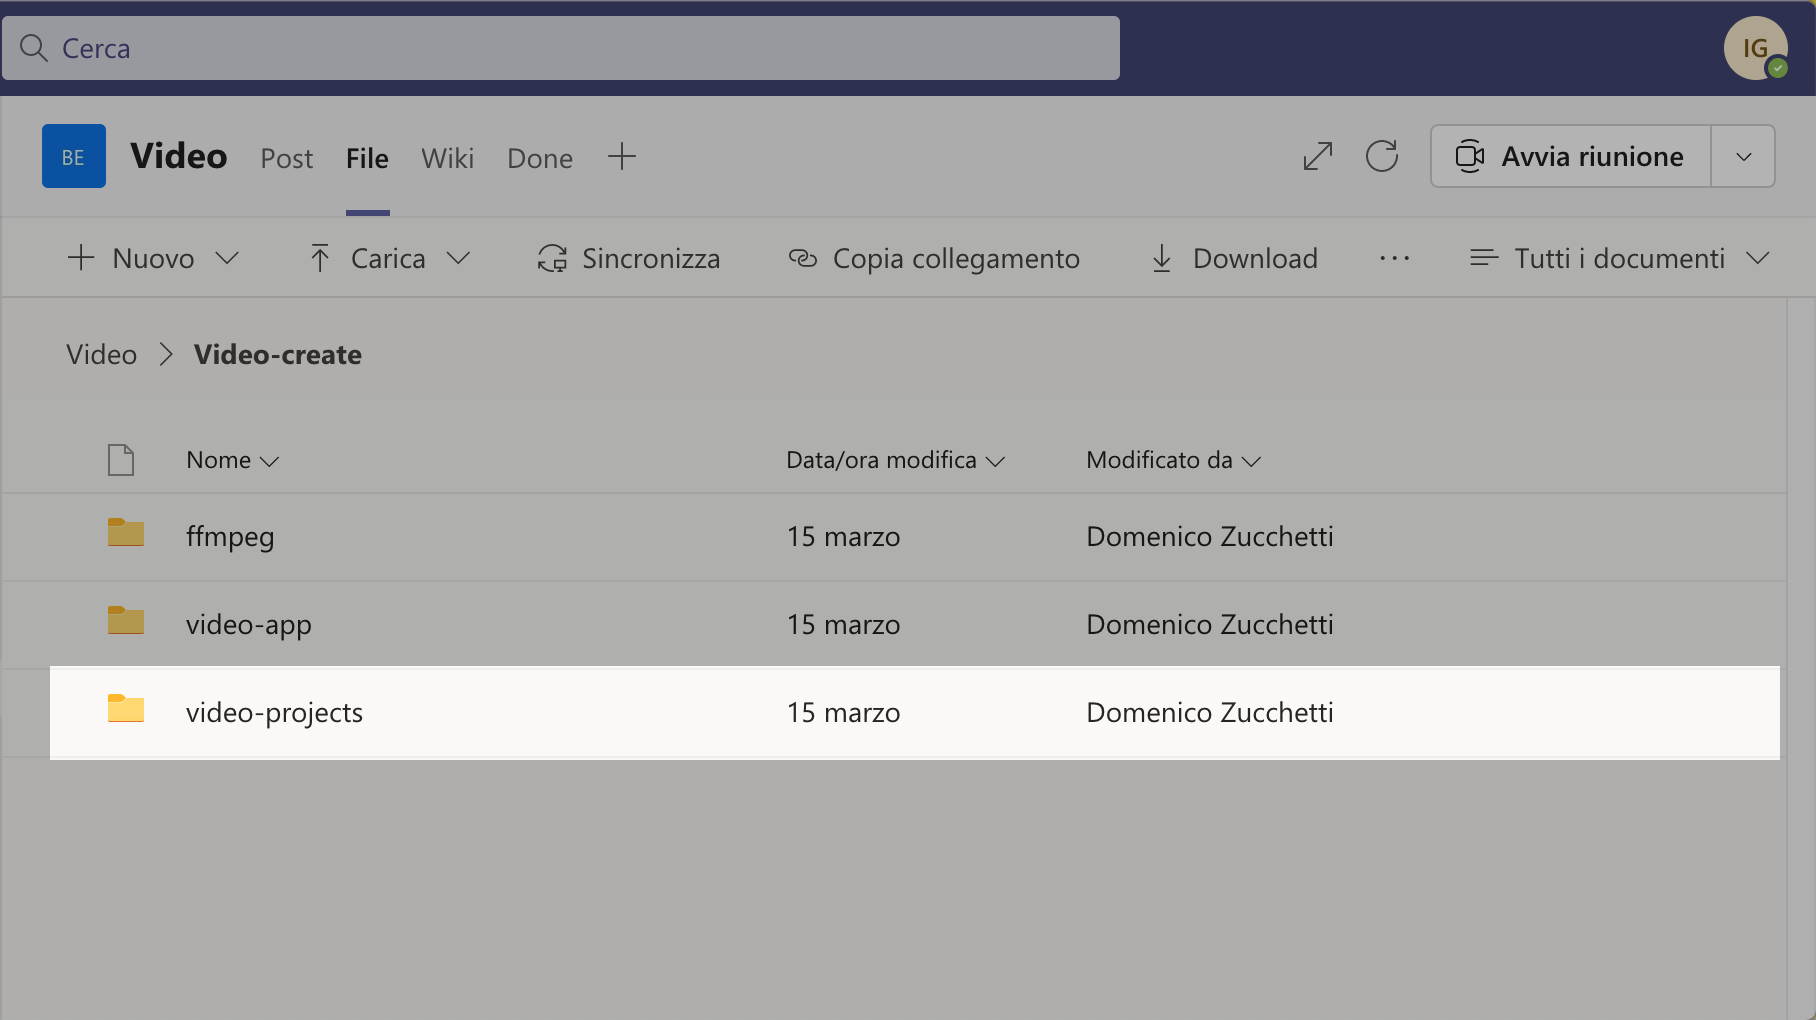 Cerca
IG
BE Video Post File Wiki Done
Avvia riunione
Nuovo Carica Sincronizza Copia collegamento Download ... Tutti i documenti
Video > Video-create
Nome Data/ora modifica Modificato da
ffmpeg 15 marzo Domenico Zucchetti
video-app 15 marzo Domenico Zucchetti
video-projects 15 marzo Domenico Zucchetti